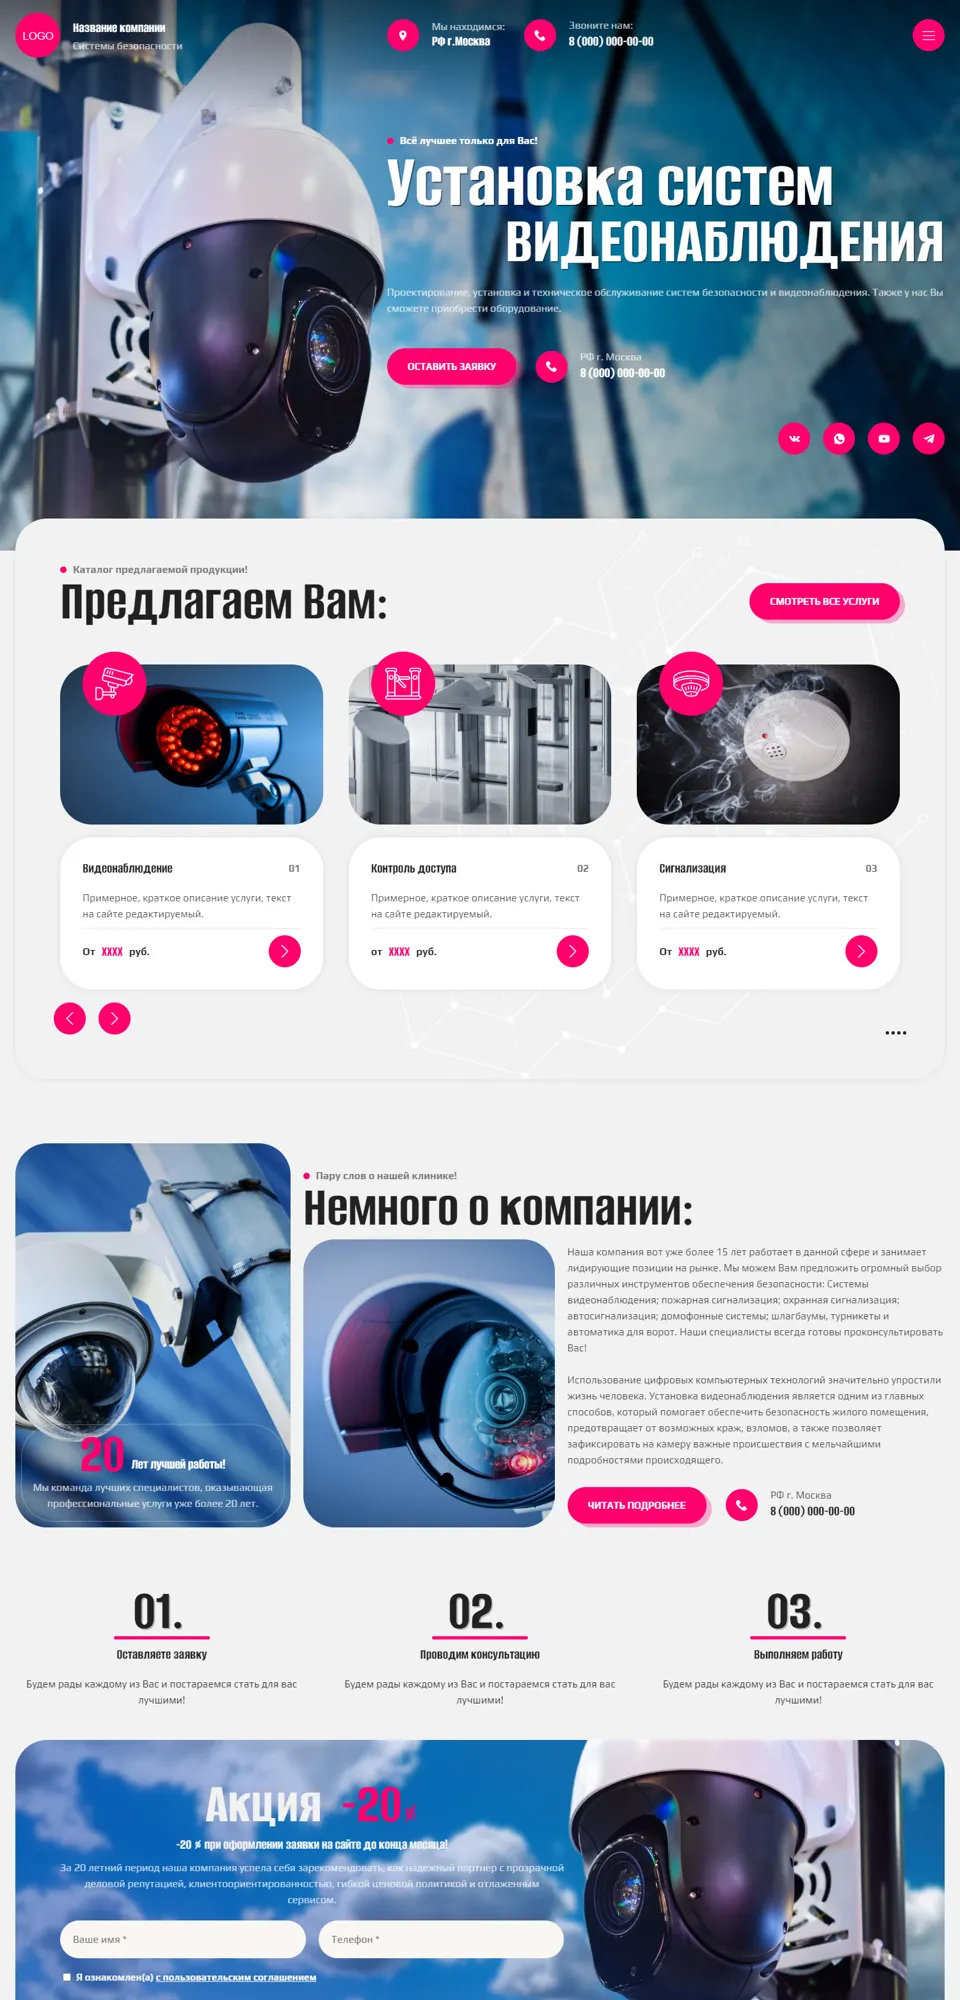 LOGO
Название компании
Системы безопасности
Мы находимся:
РФ г.Москва
Звоните нам:
8 (000) 000-00-00
Всё лучшее только для Вас!
Установка систем
ВИДЕОНАБЛЮДЕНИЯ
Проектирование, установка и техническое обслуживание систем безопасности и видеонаблюдения. Также у нас Вы
сможете приобрести оборудование.
ОСТАВИТЬ ЗАЯВКУ
РФ г. Москва
8 (000) 000-00-00
Каталог предлагаемой продукции!
Предлагаем Вам:
СМОТРЕТЬ ВСЕ УСЛУГИ
Видеонаблюдение
01
Примерное, краткое описание услуги, текст
на сайте редактируемый.
От XXXX руб.
Контроль доступа
02
Примерное, краткое описание услуги, текст
на сайте редактируемый.
от XXXX руб.
Сигнализация
03
Примерное, краткое описание услуги, текст
на сайте редактируемый.
От XXXX руб.
Пару слов о нашей клинике!
Немного о компании:
20 Лет лучшей работы!
Мы команда лучших специалистов, оказывающая
профессиональные услуги уже более 20 лет.
Наша компания вот уже более 15 лет работает в данной сфере и занимает
лидирующие позиции на рынке. Мы можем Вам предложить огромный выбор
различных инструментов обеспечения безопасности: Системы
видеонаблюдения; пожарная сигнализация; охранная сигнализация;
автосигнализация; домофонные системы; шлагбаумы, турникеты и
автоматика для ворот. Наши специалисты всегда готовы проконсультировать
Вас!
Использование цифровых компьютерных технологий значительно упростили
жизнь человека. Установка видеонаблюдения является одним из главных
способов, который помогает обеспечить безопасность жилого помещения,
предотвращает от возможных краж, взломов, а также позволяет
зафиксировать на камеру важные происшествия с мельчайшими
подробностями происходящего.
ЧИТАТЬ ПОДРОБНЕЕ
РФ г. Москва
8 (000) 000-00-00
01.
Оставляете заявку
Будем рады каждому из Вас и постараемся стать для вас
лучшими!
02.
Проводим консультацию
Будем рады каждому из Вас и постараемся стать для вас
лучшими!
03.
Выполняем работу
Будем рады каждому из Вас и постараемся стать для вас
лучшими!
Акция -20 %
-20 % при оформлении заявки на сайте до конца месяца!
За 20 летний период наша компания успела себя зарекомендовать, как надежный партнер с прозрачной
деловой репутацией, клиентоориентированностью, гибкой ценовой политикой и отлаженным
сервисом.
Ваше имя *
Телефон *
Я ознакомлен(а) с пользовательским соглашением